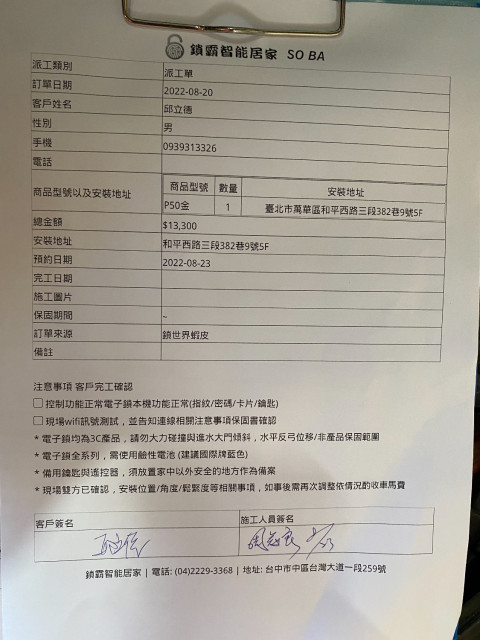 鎖霸智能居家 SO BA
派工類別 派工單
訂單日期 2022-08-20
客戶姓名 邱立德
性別 男
手機 0939313326
電話
商品型號以及安裝地址 商品型號 數量 安裝地址
P50金 1 臺北市萬華區和平西路三段382巷9號5F
總金額 $13,300
安裝地址 和平西路三段382巷9號5F
預約日期 2022-08-23
完工日期
施工圖片
保固期間 ~
訂單來源 鎖世界蝦皮
備註
注意事項 客戶完工確認
☐ 控制功能正常電子鎖本機功能正常(指紋/密碼/卡片/鑰匙)
☐ 現場wifi訊號測試，並告知連線相關注意事項保固書確認
* 電子鎖均為3C產品，請勿大力碰撞與進水大門傾斜，水平反弓位移/非產品保固範圍
* 電子鎖全系列，需使用鹼性電池 (建議國際牌藍色)
* 備用鑰匙與遙控器，須放置家中以外安全的地方作為備案
* 現場雙方已確認，安裝位置/角度/鬆緊度等相關事項，如事後需再次調整依情況酌收車馬費
客戶簽名 施工人員簽名
鎖霸智能居家 | 電話: (04)2229-3368 | 地址: 台中市中區台灣大道一段259號